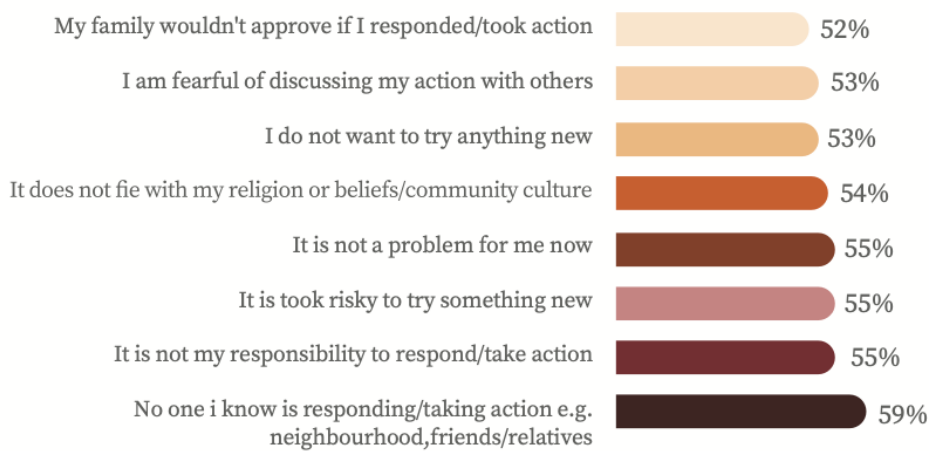 My family wouldn't approve if I responded/took action 52%
I am fearful of discussing my action with others 53%
I do not want to try anything new 53%
It does not fie with my religion or beliefs/community culture 54%
It is not a problem for me now 55%
It is took risky to try something new 55%
It is not my responsibility to respond/take action 55%
No one i know is responding/taking action e.g.
neighbourhood,friends/relatives 59%